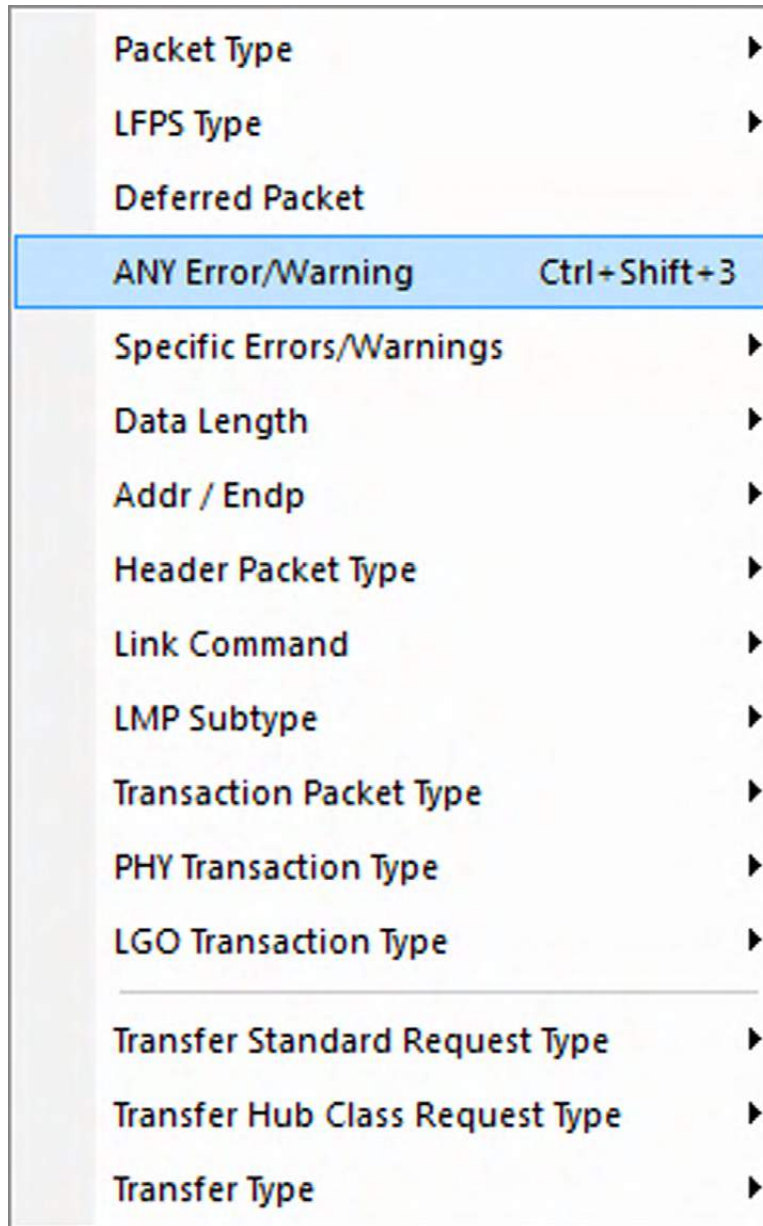 Packet Type
LFPS Type
Deferred Packet
ANY Error/Warning Ctrl+Shift+3
Specific Errors/Warnings
Data Length
Addr / Endp
Header Packet Type
Link Command
LMP Subtype
Transaction Packet Type
PHY Transaction Type
LGO Transaction Type
Transfer Standard Request Type
Transfer Hub Class Request Type
Transfer Type